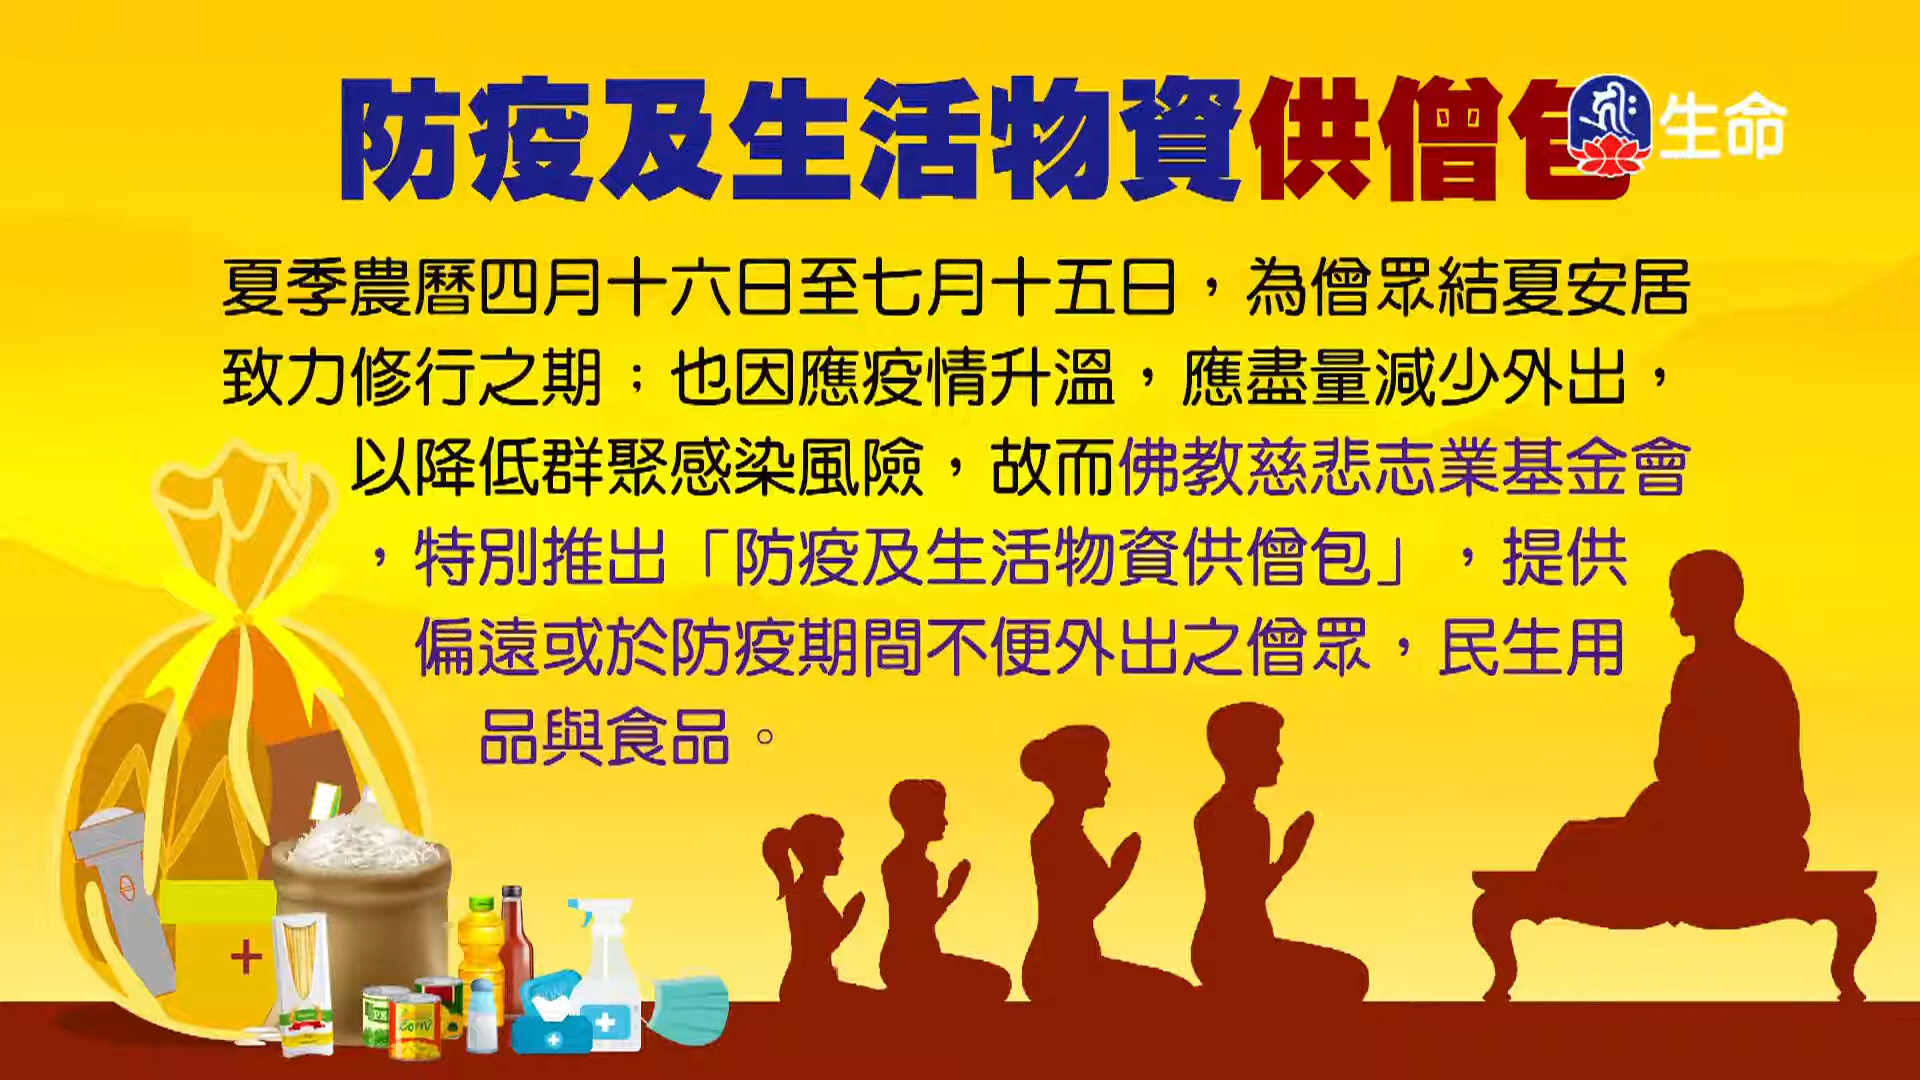 防疫及生活物資供僧包
生命
夏季農曆四月十六日至七月十五日，為僧眾結夏安居
致力修行之期；也因應疫情升溫，應盡量減少外出，
以降低群聚感染風險，故而佛教慈悲志業基金會
，特別推出「防疫及生活物資供僧包」，提供
偏遠或於防疫期間不便外出之僧眾，民生用
品與食品。